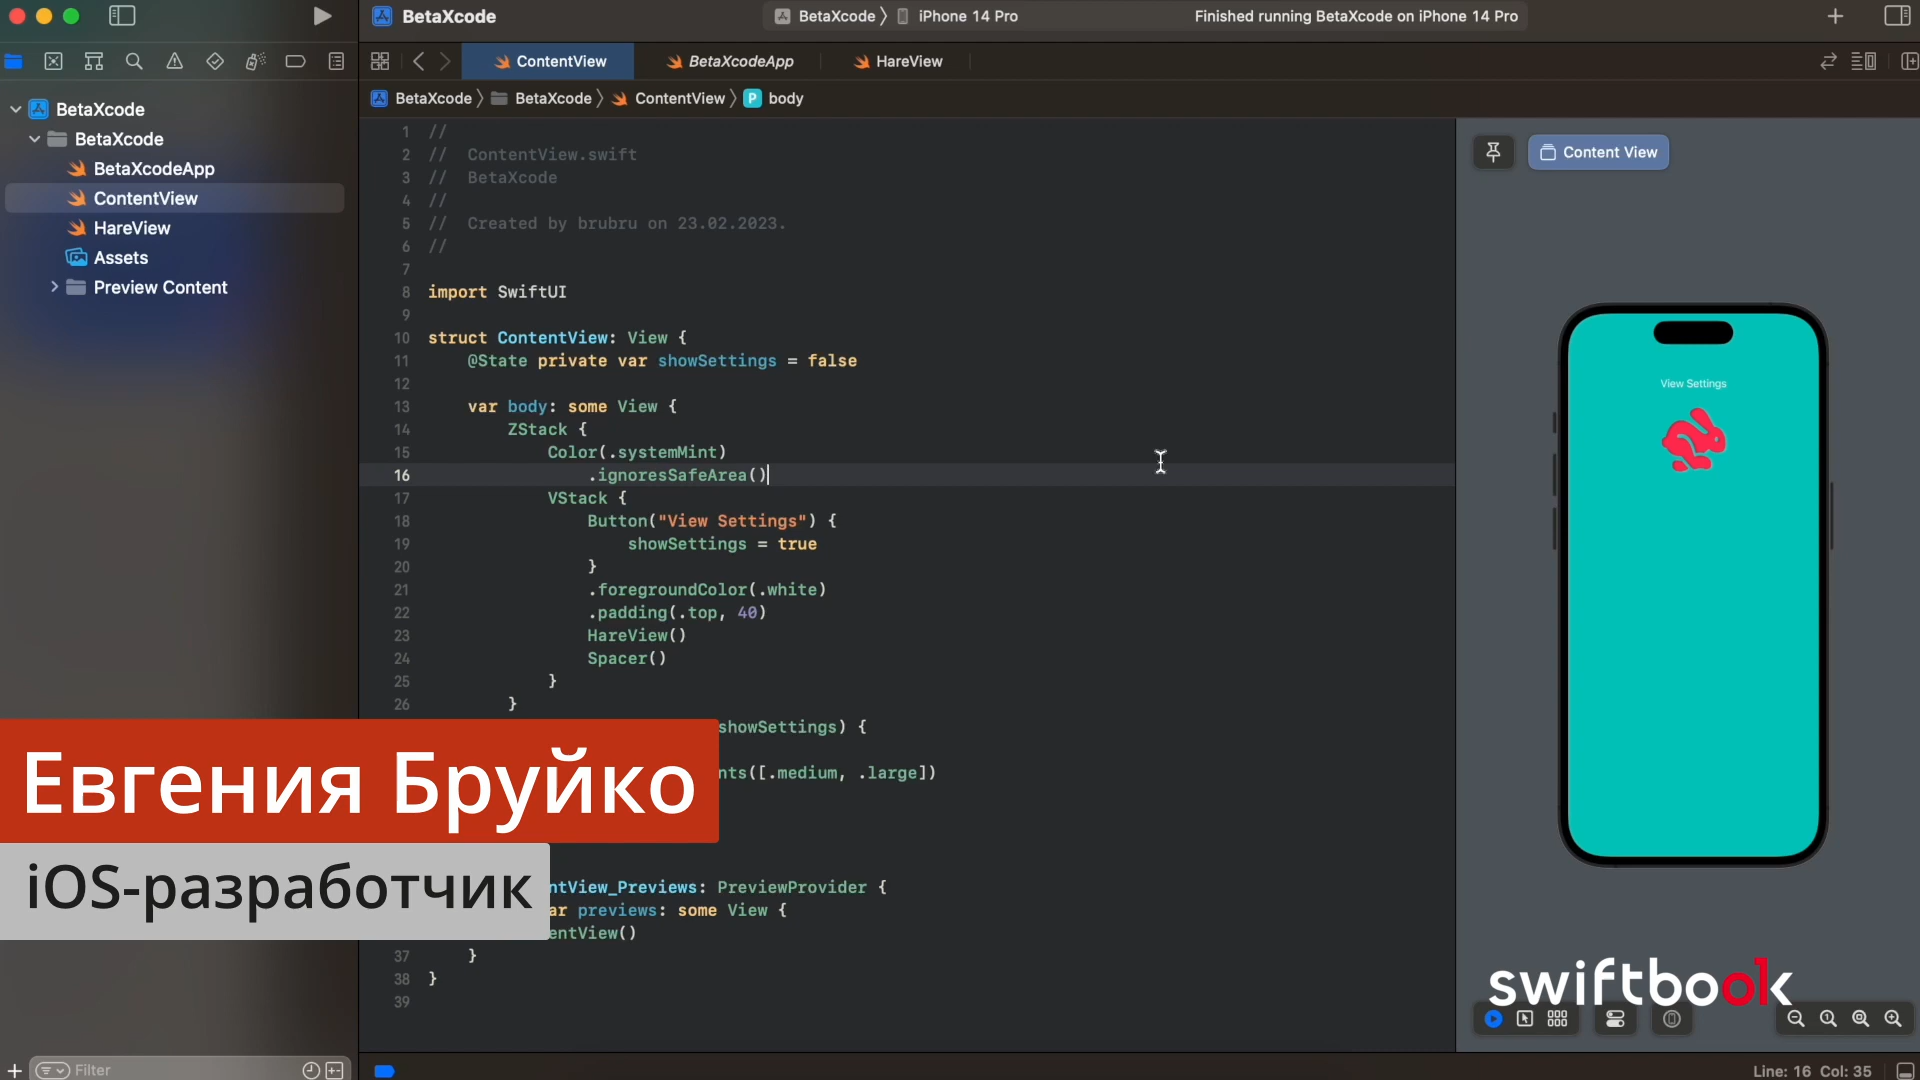 BetaXcode
BetaXcode
iPhone 14 Pro
Finished running BetaXcode on iPhone 14 Pro
ContentView
BetaXcodeApp
HareView
BetaXcode
BetaXcode
ContentView
P
body
BetaXcode
BetaXcode
BetaXcodeApp
ContentView
HareView
Assets
Preview Content
1 //
2 // ContentView.swift
3 // BetaXcode
4 //
5 // Created by brubru on 23.02.2023.
6 //
7
8 import SwiftUI
9
10 struct ContentView: View {
11 @State private var showSettings = false
12
13 var body: some View {
14 ZStack {
15 Color(.systemMint)
16 .ignoresSafeArea()
17 VStack {
18 Button("View Settings") {
19 showSettings = true
20 }
21 .foregroundColor(.white)
22 .padding(.top, 40)
23 HareView()
24 Spacer()
25 }
26 }
showSettings) {
nts([.medium, .large])
ntView_Previews: PreviewProvider {
ar previews: some View {
entView()
37 }
38 }
39
Евгения Бруйко
iOS-разработчик
Content View
View Settings
swiftbook
Filter
Line: 16 Col: 35